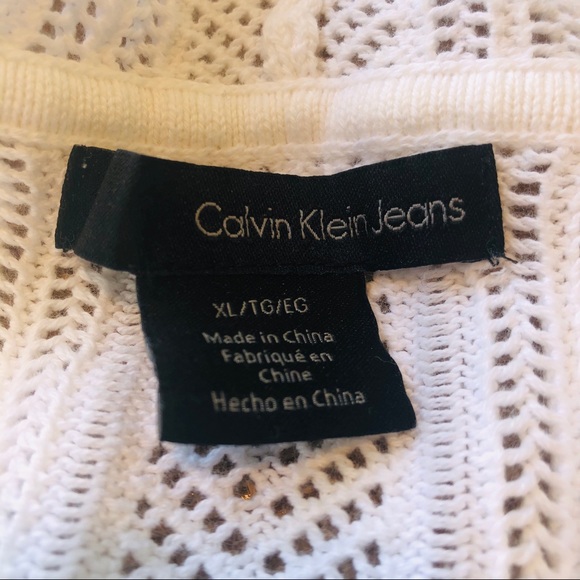 Calvin Klein Jeans
XL/TG/EG
Made in China
Fabriqué en
Chine
Hecho en China